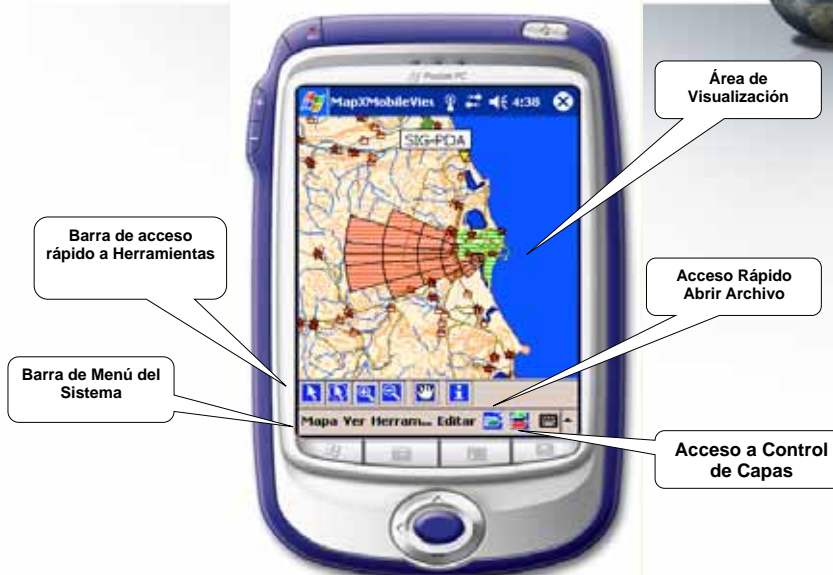 Pocket PC
MapXMobileView 4:38
SIG-PDA
Área de
Visualización
Barra de acceso
rápido a Herramientas
Acceso Rápido
Abrir Archivo
Barra de Menú del
Sistema
Mapa Ver Herram... Editar
Acceso a Control
de Capas